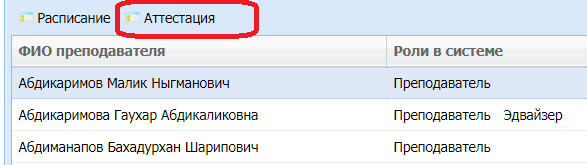 Расписание Аттестация
ФИО преподавателя Роли в системе
Абдикаримов Малик Ныгманович Преподаватель
Абдикаримова Гаухар Абдикаликовна Преподаватель Эдвайзер
Абдиманапов Бахадурхан Шарипович Преподаватель